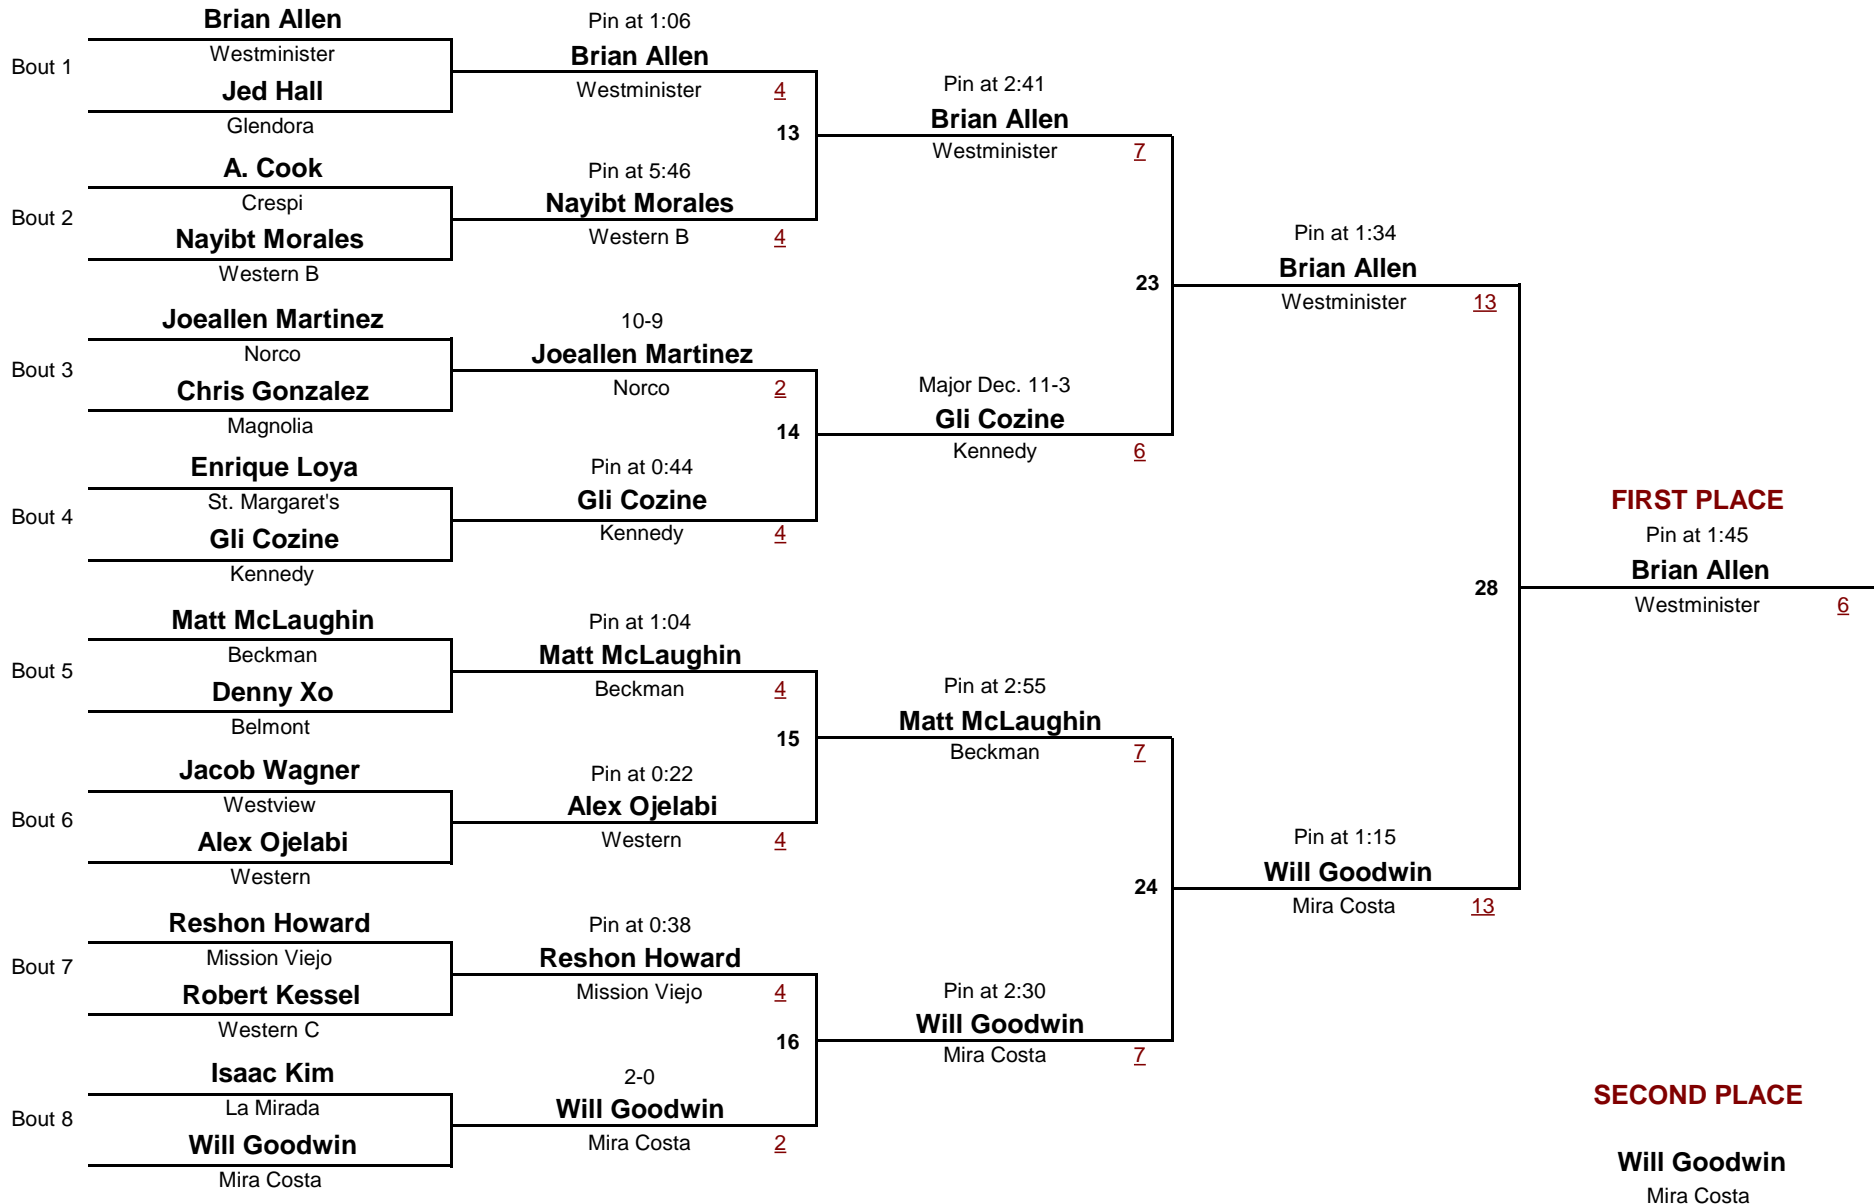 Bout 1
Brian Allen
Westminister
Jed Hall
Glendora
Bout 2
A. Cook
Crespi
Nayibt Morales
Western B
Bout 3
Joeallen Martinez
Norco
Chris Gonzalez
Magnolia
Bout 4
Enrique Loya
St. Margaret's
Gli Cozine
Kennedy
Bout 5
Matt McLaughin
Beckman
Denny Xo
Belmont
Bout 6
Jacob Wagner
Westview
Alex Ojelabi
Western
Bout 7
Reshon Howard
Mission Viejo
Robert Kessel
Western C
Bout 8
Isaac Kim
La Mirada
Will Goodwin
Mira Costa
Pin at 1:06
Brian Allen
Westminister 4
13
Pin at 5:46
Nayibt Morales
Western B 4
10-9
Joeallen Martinez
Norco 2
14
Pin at 0:44
Gli Cozine
Kennedy 4
Pin at 1:04
Matt McLaughin
Beckman 4
15
Pin at 0:22
Alex Ojelabi
Western 4
Pin at 0:38
Reshon Howard
Mission Viejo 4
16
2-0
Will Goodwin
Mira Costa 2
Pin at 2:41
Brian Allen
Westminister 7
23
Major Dec. 11-3
Gli Cozine
Kennedy 6
Pin at 2:55
Matt McLaughin
Beckman 7
24
Pin at 2:30
Will Goodwin
Mira Costa 7
Pin at 1:34
Brian Allen
Westminister 13
28
Pin at 1:15
Will Goodwin
Mira Costa 13
FIRST PLACE
Pin at 1:45
Brian Allen
Westminister 6
SECOND PLACE
Will Goodwin
Mira Costa